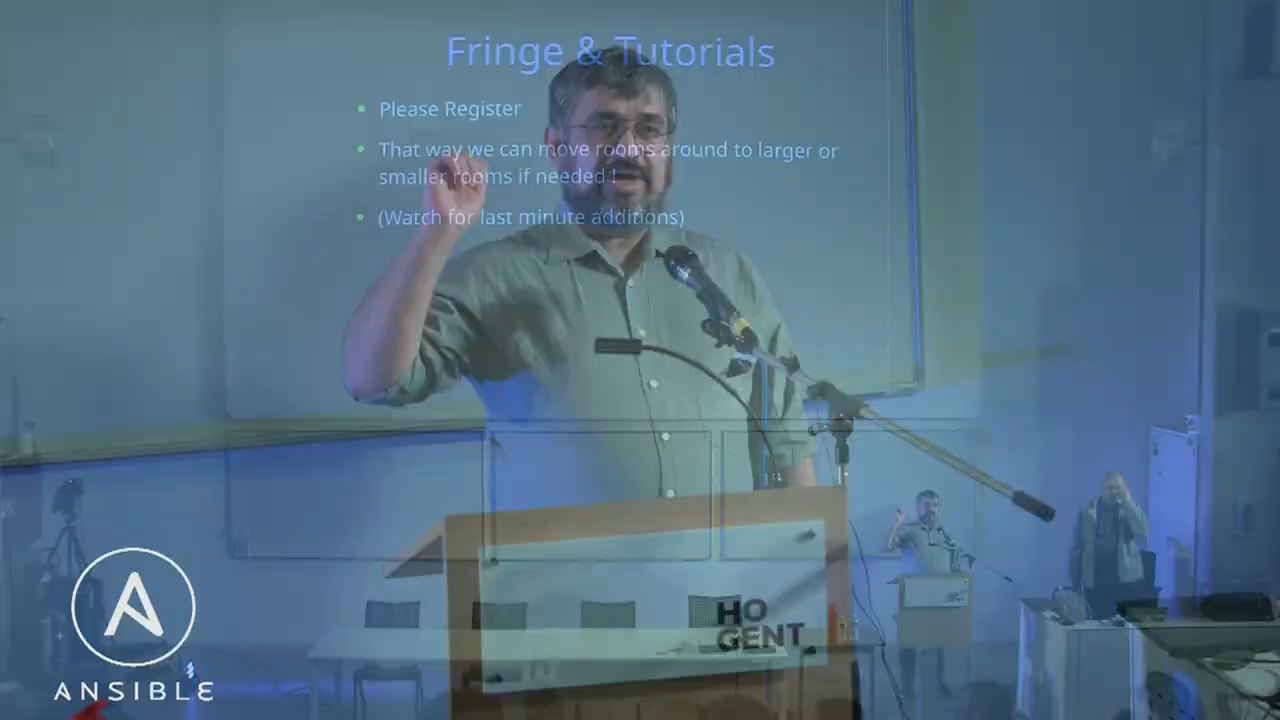 Fringe & Tutorials
Please Register
That way we can move rooms around to larger or
smaller rooms if needed !
(Watch for last minute additions)
HO
GENT
ANSIBLE